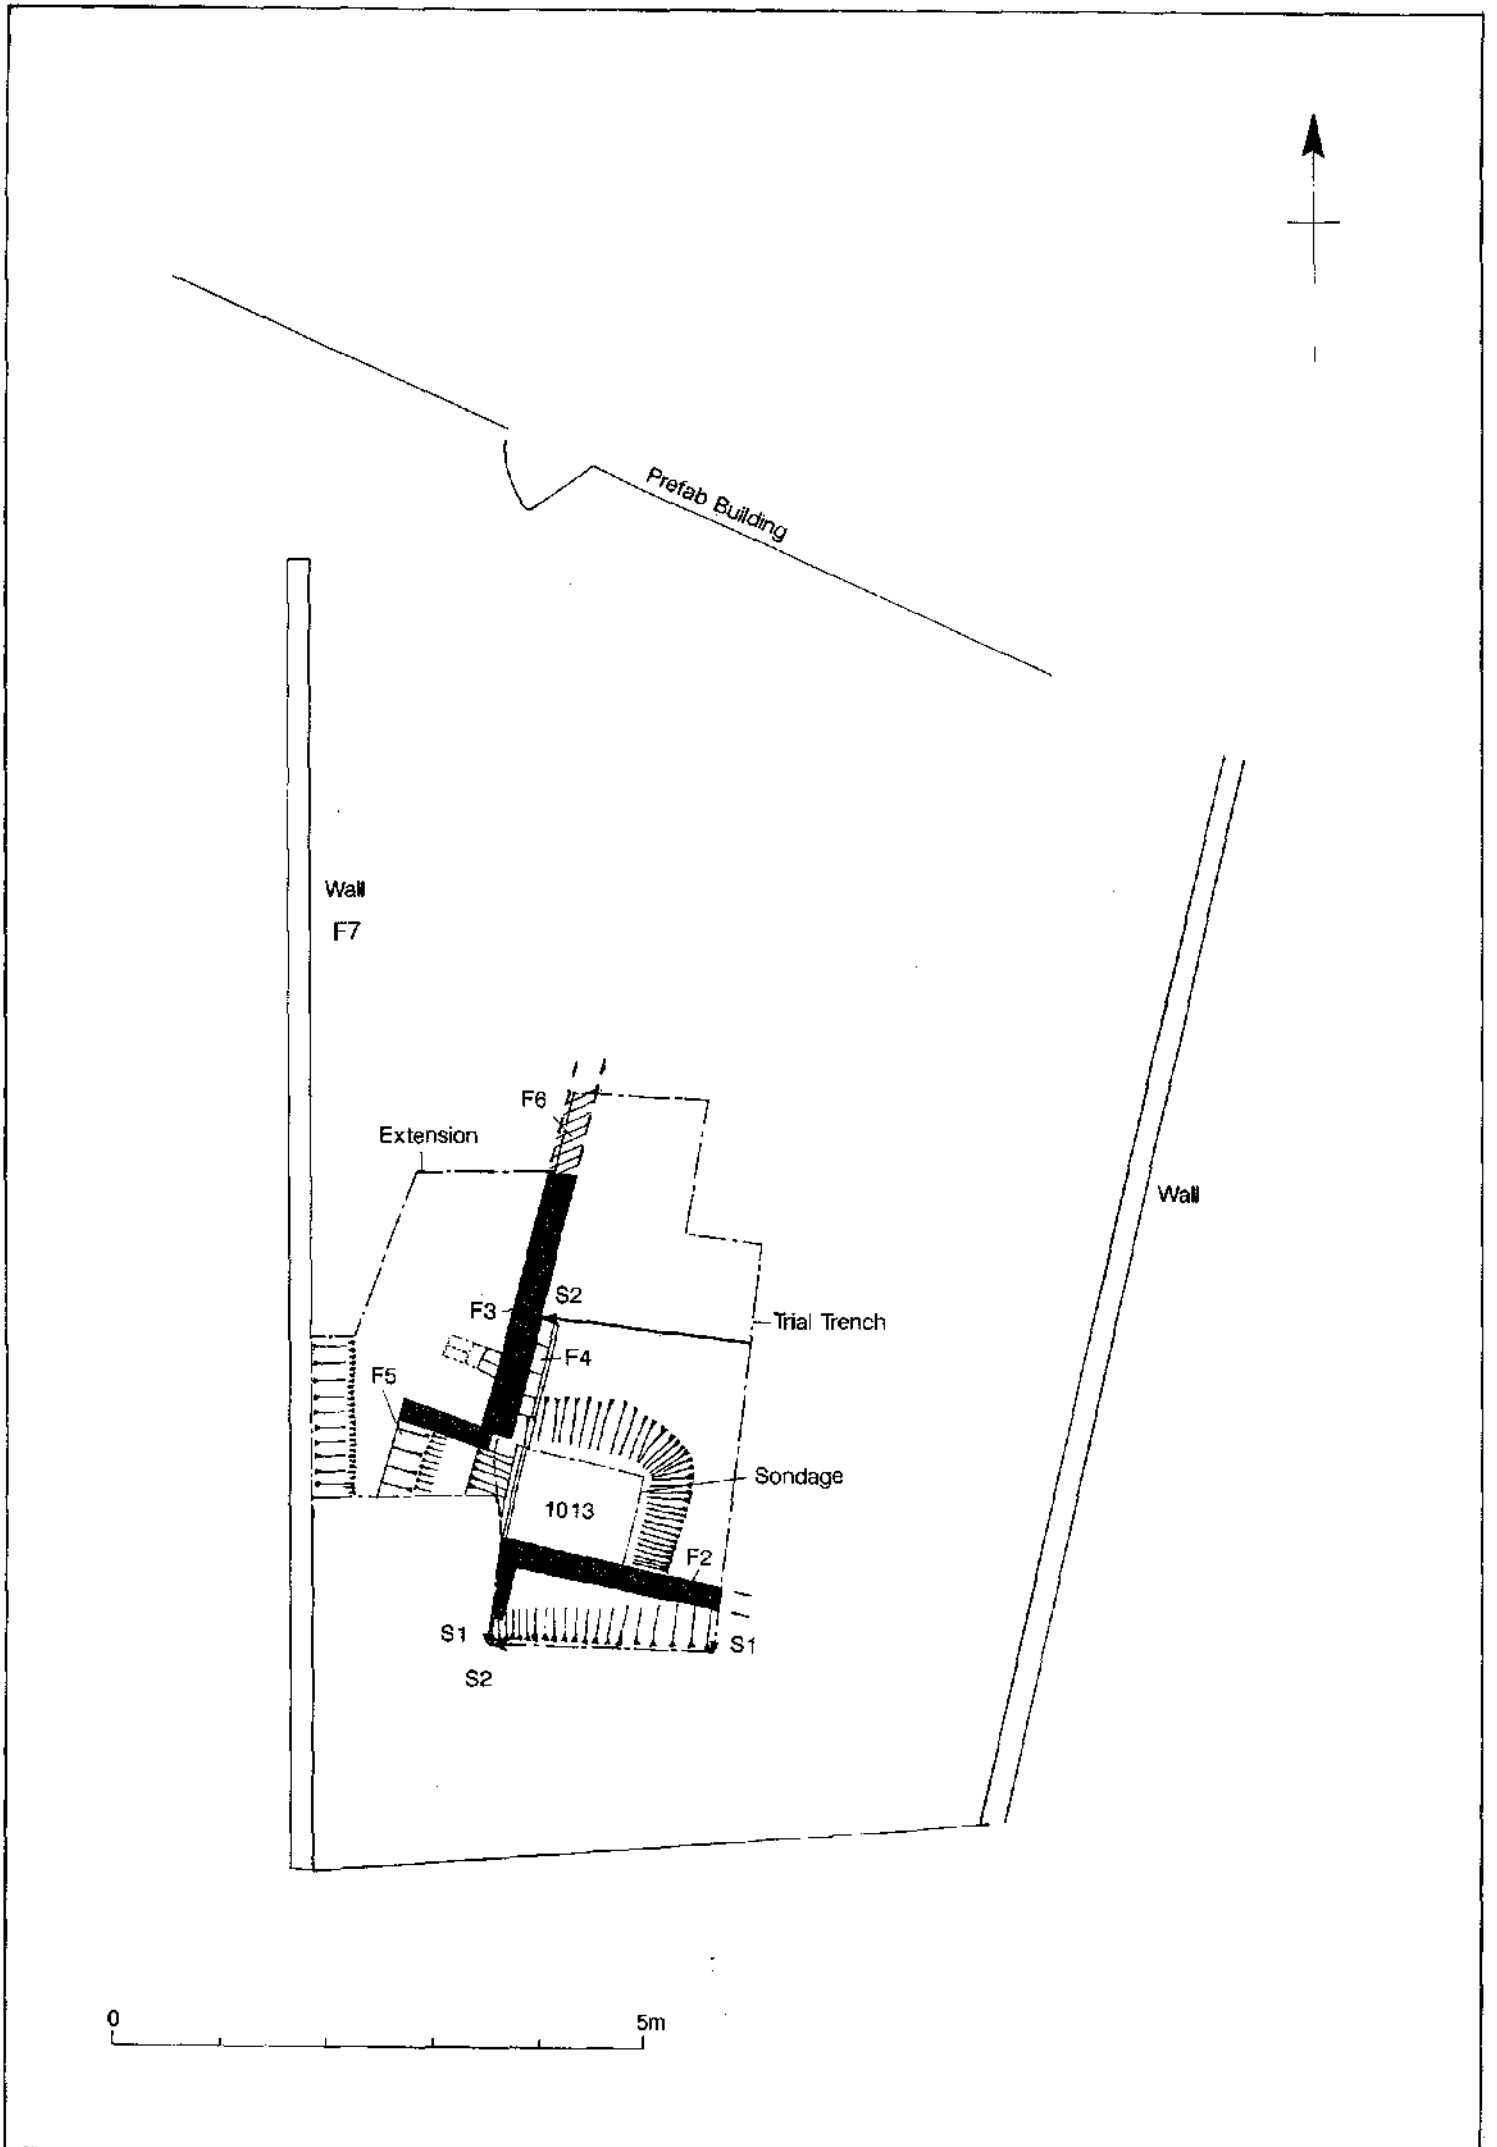 Prefab Building
Wall
F7
F6
Extension
Wall
S2
F3
Trial Trench
F4
F5
Sondage
1013
F2
S1
S1
S2
0
5m